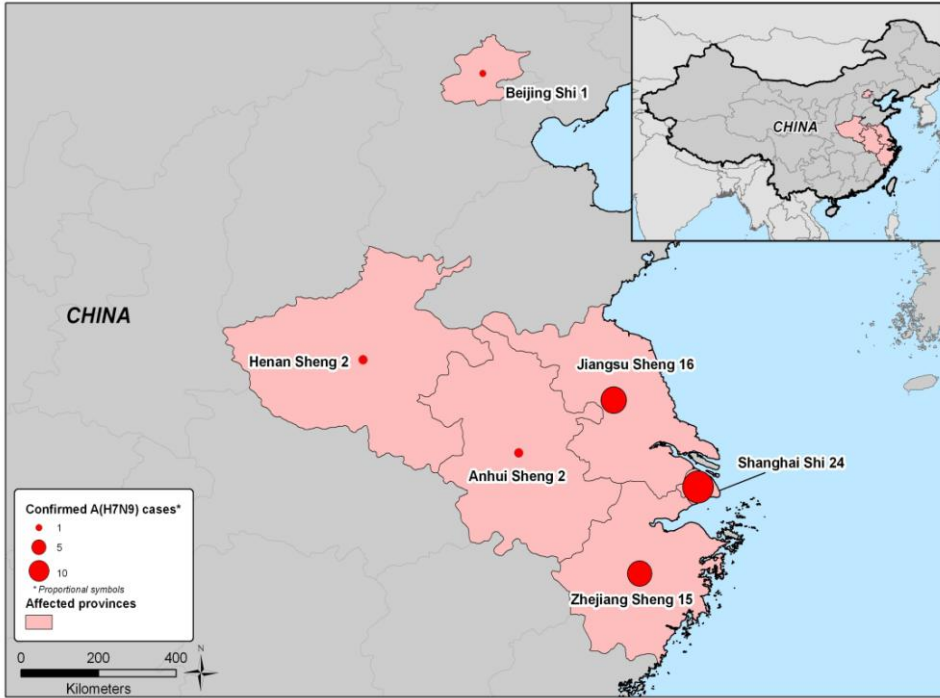 Beijing Shi 1
CHINA
CHINA
Henan Sheng 2
Jiangsu Sheng 16
Anhui Sheng 2
Shanghai Shi 24
Zhejiang Sheng 15
Confirmed A(H7N9) cases*
1
5
10
* Proportional symbols
Affected provinces
N
0 200 400
Kilometers